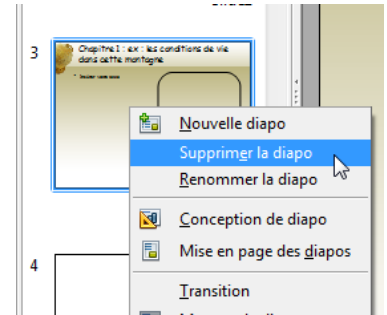 3
Chapitre 1 : ex : les conditions de vie
dans cette montagne
Nouvelle diapo
Supprimer la diapo
Renommer la diapo
Conception de diapo
Mise en page des diapos
4
Transition